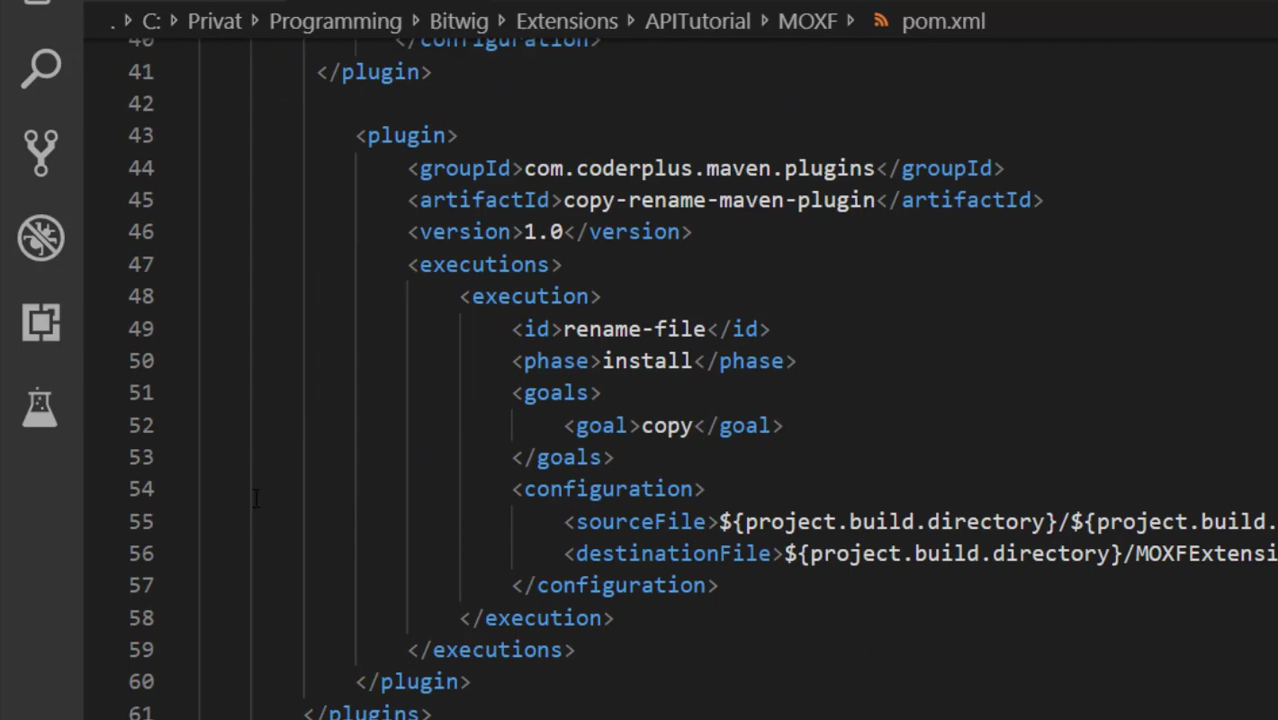 . > C: > Privat > Programming > Bitwig > Extensions > APITutorial > MOXF > pom.xml
40 </configuration>
41 </plugin>
42
43 <plugin>
44 <groupId>com.coderplus.maven.plugins</groupId>
45 <artifactId>copy-rename-maven-plugin</artifactId>
46 <version>1.0</version>
47 <executions>
48 <execution>
49 <id>rename-file</id>
50 <phase>install</phase>
51 <goals>
52 <goal>copy</goal>
53 </goals>
54 <configuration>
55 <sourceFile>${project.build.directory}/${project.build.
56 <destinationFile>${project.build.directory}/MOXFExtensi
57 </configuration>
58 </execution>
59 </executions>
60 </plugin>
61 </plugins>